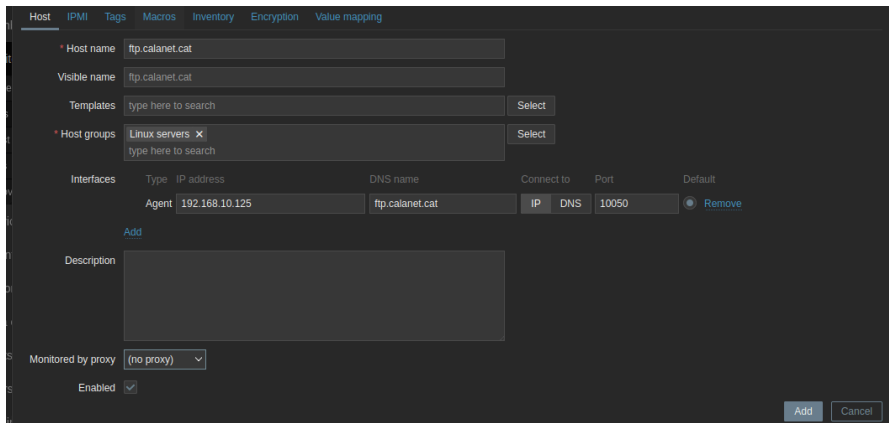 Host IPMI Tags Macros Inventory Encryption Value mapping
* Host name ftp.calanet.cat
Visible name ftp.calanet.cat
Templates type here to search Select
* Host groups Linux servers ✕ Select
type here to search
Interfaces Type IP address DNS name Connect to Port Default
Agent 192.168.10.125 ftp.calanet.cat IP DNS 10050 Remove
Add
Description
Monitored by proxy (no proxy)
Enabled
Add Cancel